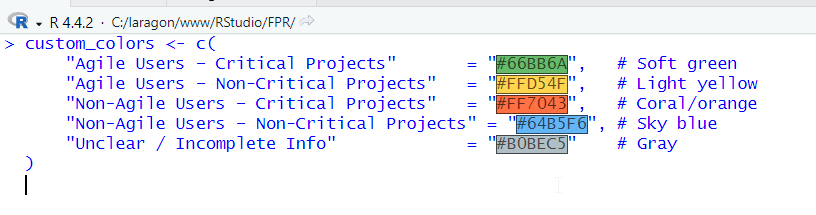 R 4.4.2 · C:/laragon/www/RStudio/FPR/
> custom_colors <- c(
"Agile Users – Critical Projects" = "#66BB6A", # Soft green
"Agile Users – Non-Critical Projects" = "#FFD54F", # Light yellow
"Non-Agile Users – Critical Projects" = "#FF7043", # Coral/orange
"Non-Agile Users – Non-Critical Projects" = "#64B5F6", # Sky blue
"Unclear / Incomplete Info" = "#B0BEC5" # Gray
)